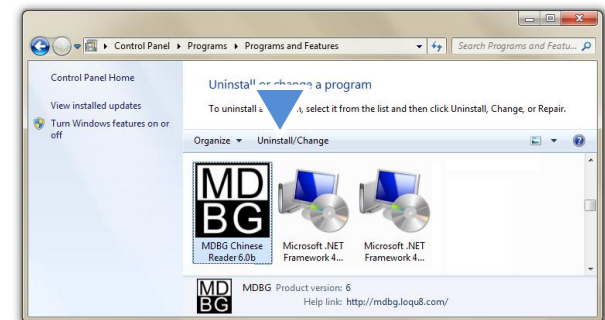 Control Panel ▸ Programs ▸ Programs and Features
Search Programs and Featu...
Control Panel Home
View installed updates
Turn Windows features on or
off
Uninstall or change a program
To uninstall a , select it from the list and then click Uninstall, Change, or Repair.
Organize Uninstall/Change
MD
BG
MDBG Chinese
Reader 6.0b
Microsoft .NET
Framework 4...
Microsoft .NET
Framework 4...
MD
BG
MDBG Product version: 6
Help link: http://mdbg.loqu8.com/